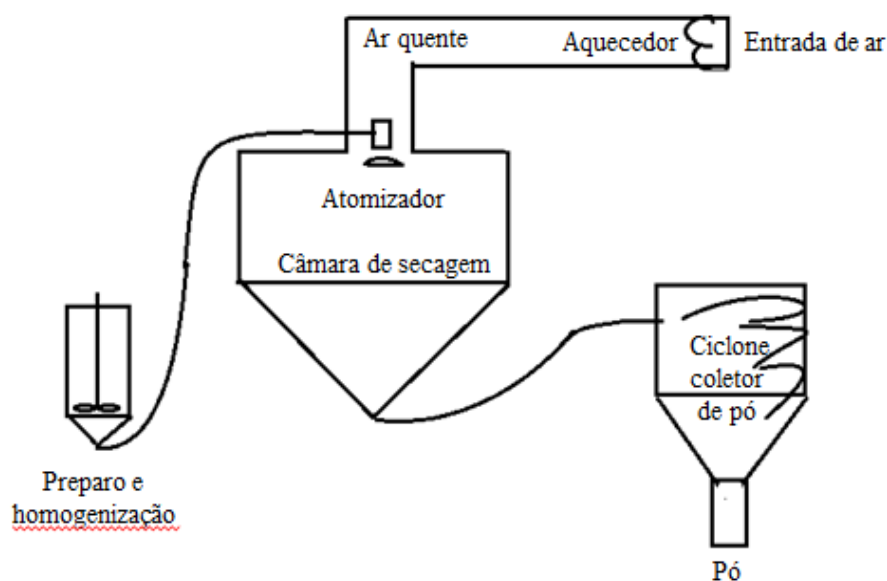 Ar quente
Aquecedor
Entrada de ar
Atomizador
Câmara de secagem
Ciclone
coletor
de pó
Preparo e
homogenização
Pó